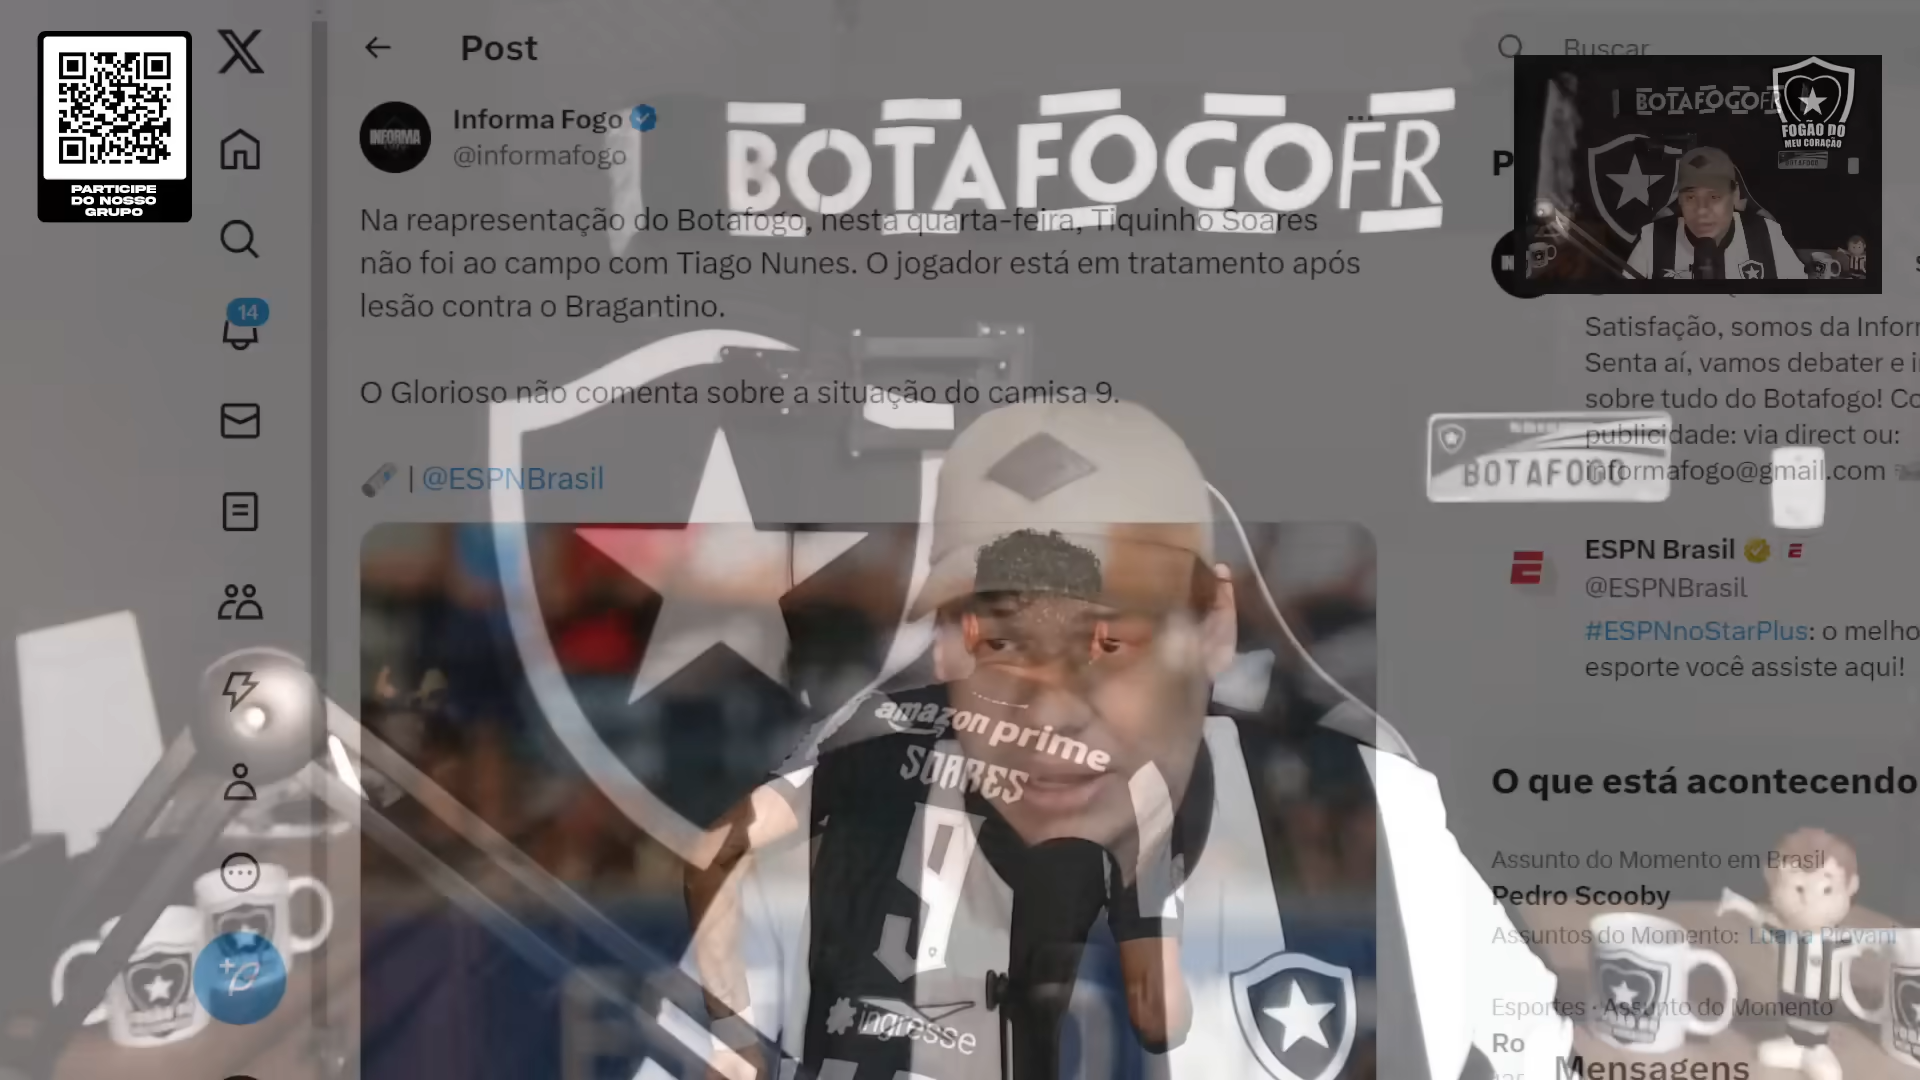 PARTICIPE
DO NOSSO
GRUPO
14
Post
Informa Fogo
@informafogo
...
Na reapresentação do Botafogo, nesta quarta-feira, Tiquinho Soares
não foi ao campo com Tiago Nunes. O jogador está em tratamento após
lesão contra o Bragantino.
O Glorioso não comenta sobre a situação do camisa 9.
| @ESPNBrasil
INFORMA
BOTAFOGOFR
amazon prime
SOARES
9
#ingresse
Buscar
BOTAFOGOFR
FOGÃO DO
MEU CORAÇÃO
BOTAFOGO
Satisfação, somos da Infor
Senta aí, vamos debater e i
sobre tudo do Botafogo! Co
publicidade: via direct ou:
informafogo@gmail.com
BOTAFOGO
ESPN Brasil
@ESPNBrasil
#ESPNnoStarPlus: o melho
esporte você assiste aqui!
O que está acontecendo
Assunto do Momento em Brasil
Pedro Scooby
Assuntos do Momento: Luana Piovani
Esportes · Assunto do Momento
Ro
Mensagens